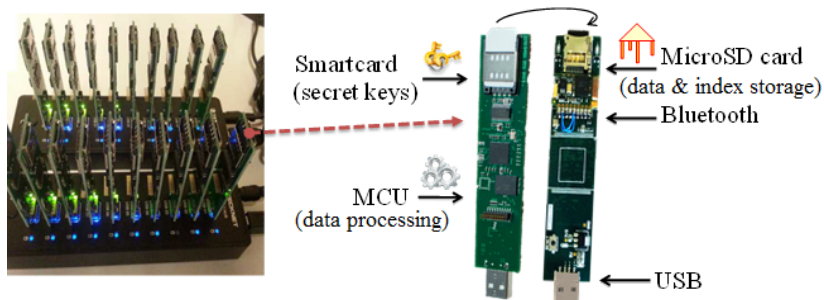 Smartcard
(secret keys)
MCU
(data processing)
MicroSD card
(data & index storage)
Bluetooth
USB